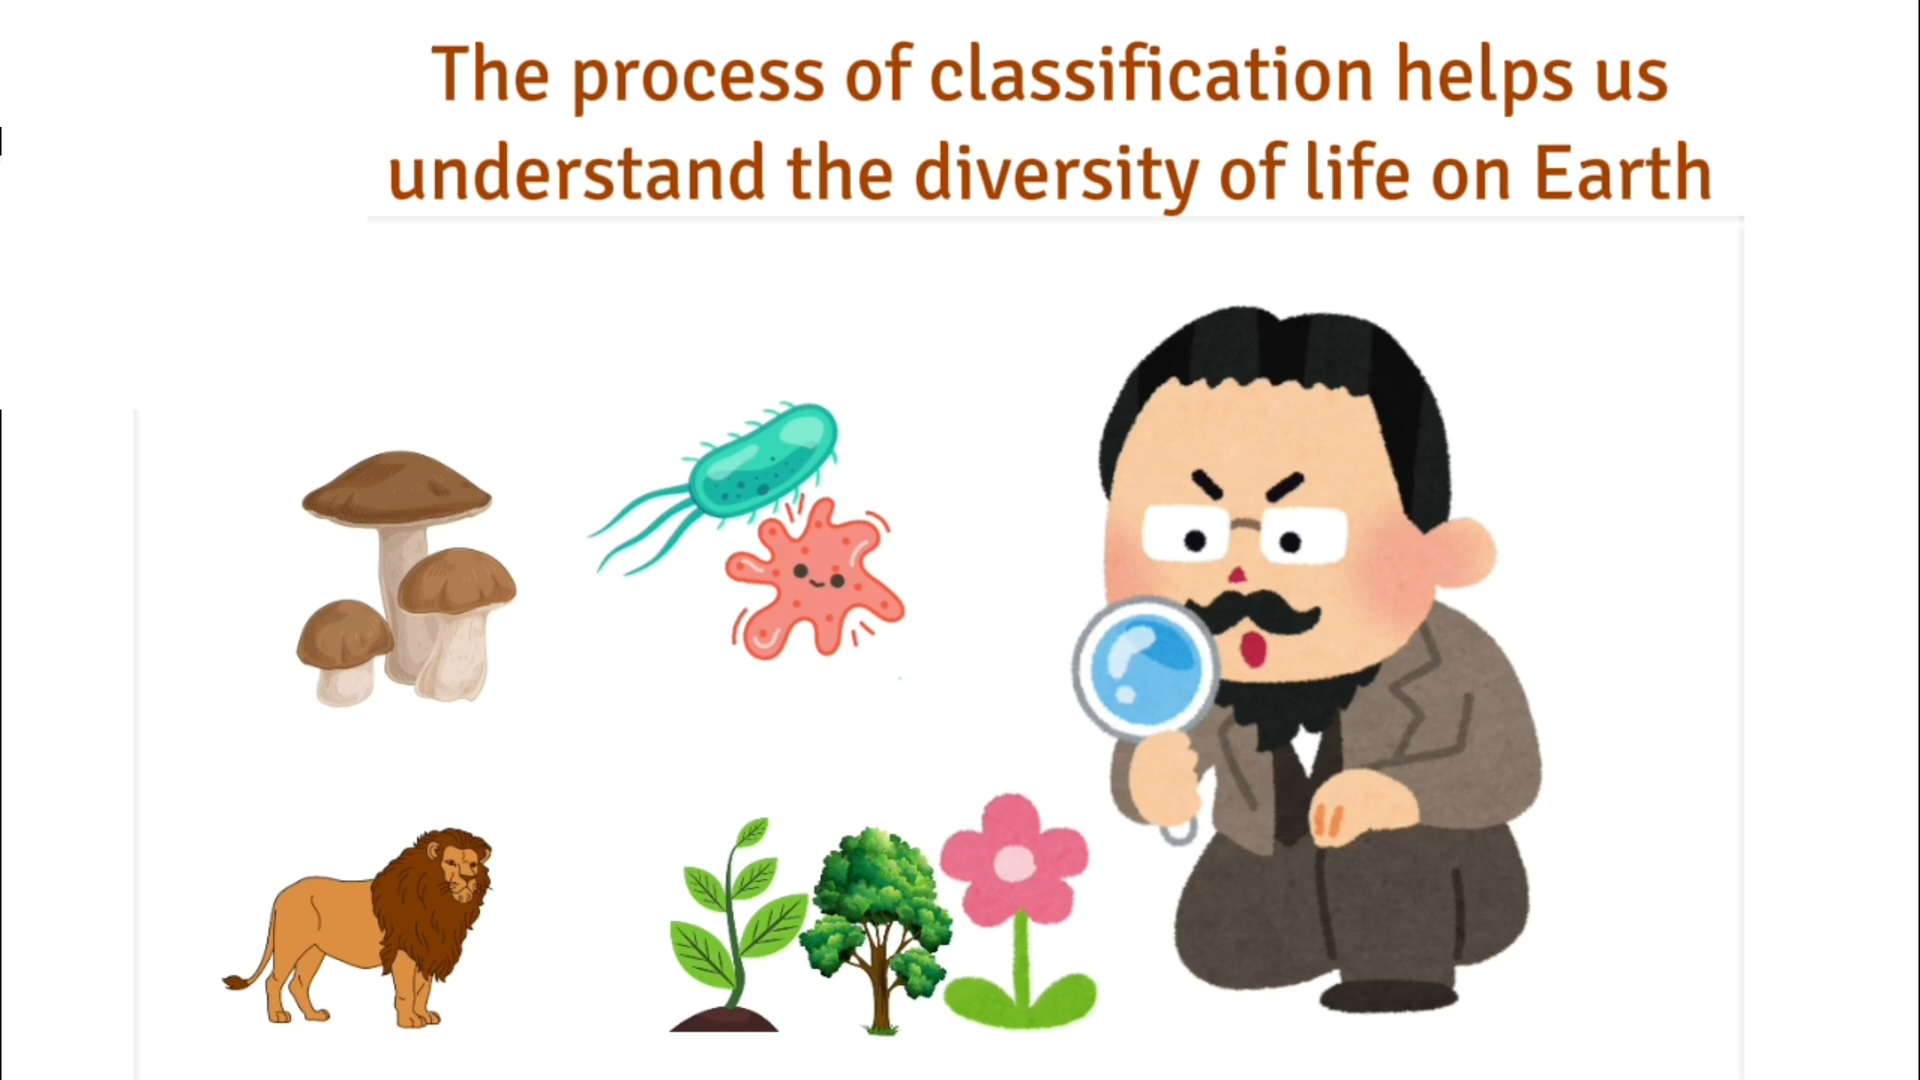 The process of classification helps us
understand the diversity of life on Earth